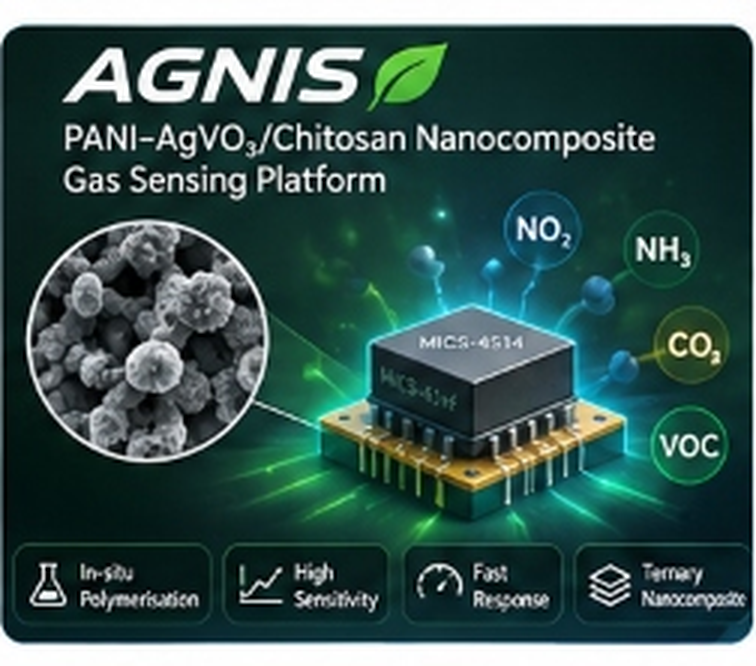 AGNIS
PANI–AgVO₃/Chitosan Nanocomposite
Gas Sensing Platform
NO₂
NH₃
CO₂
VOC
MICS-4514
In-situ
Polymerisation
High
Sensitivity
Fast
Response
Ternary
Nanocomposite